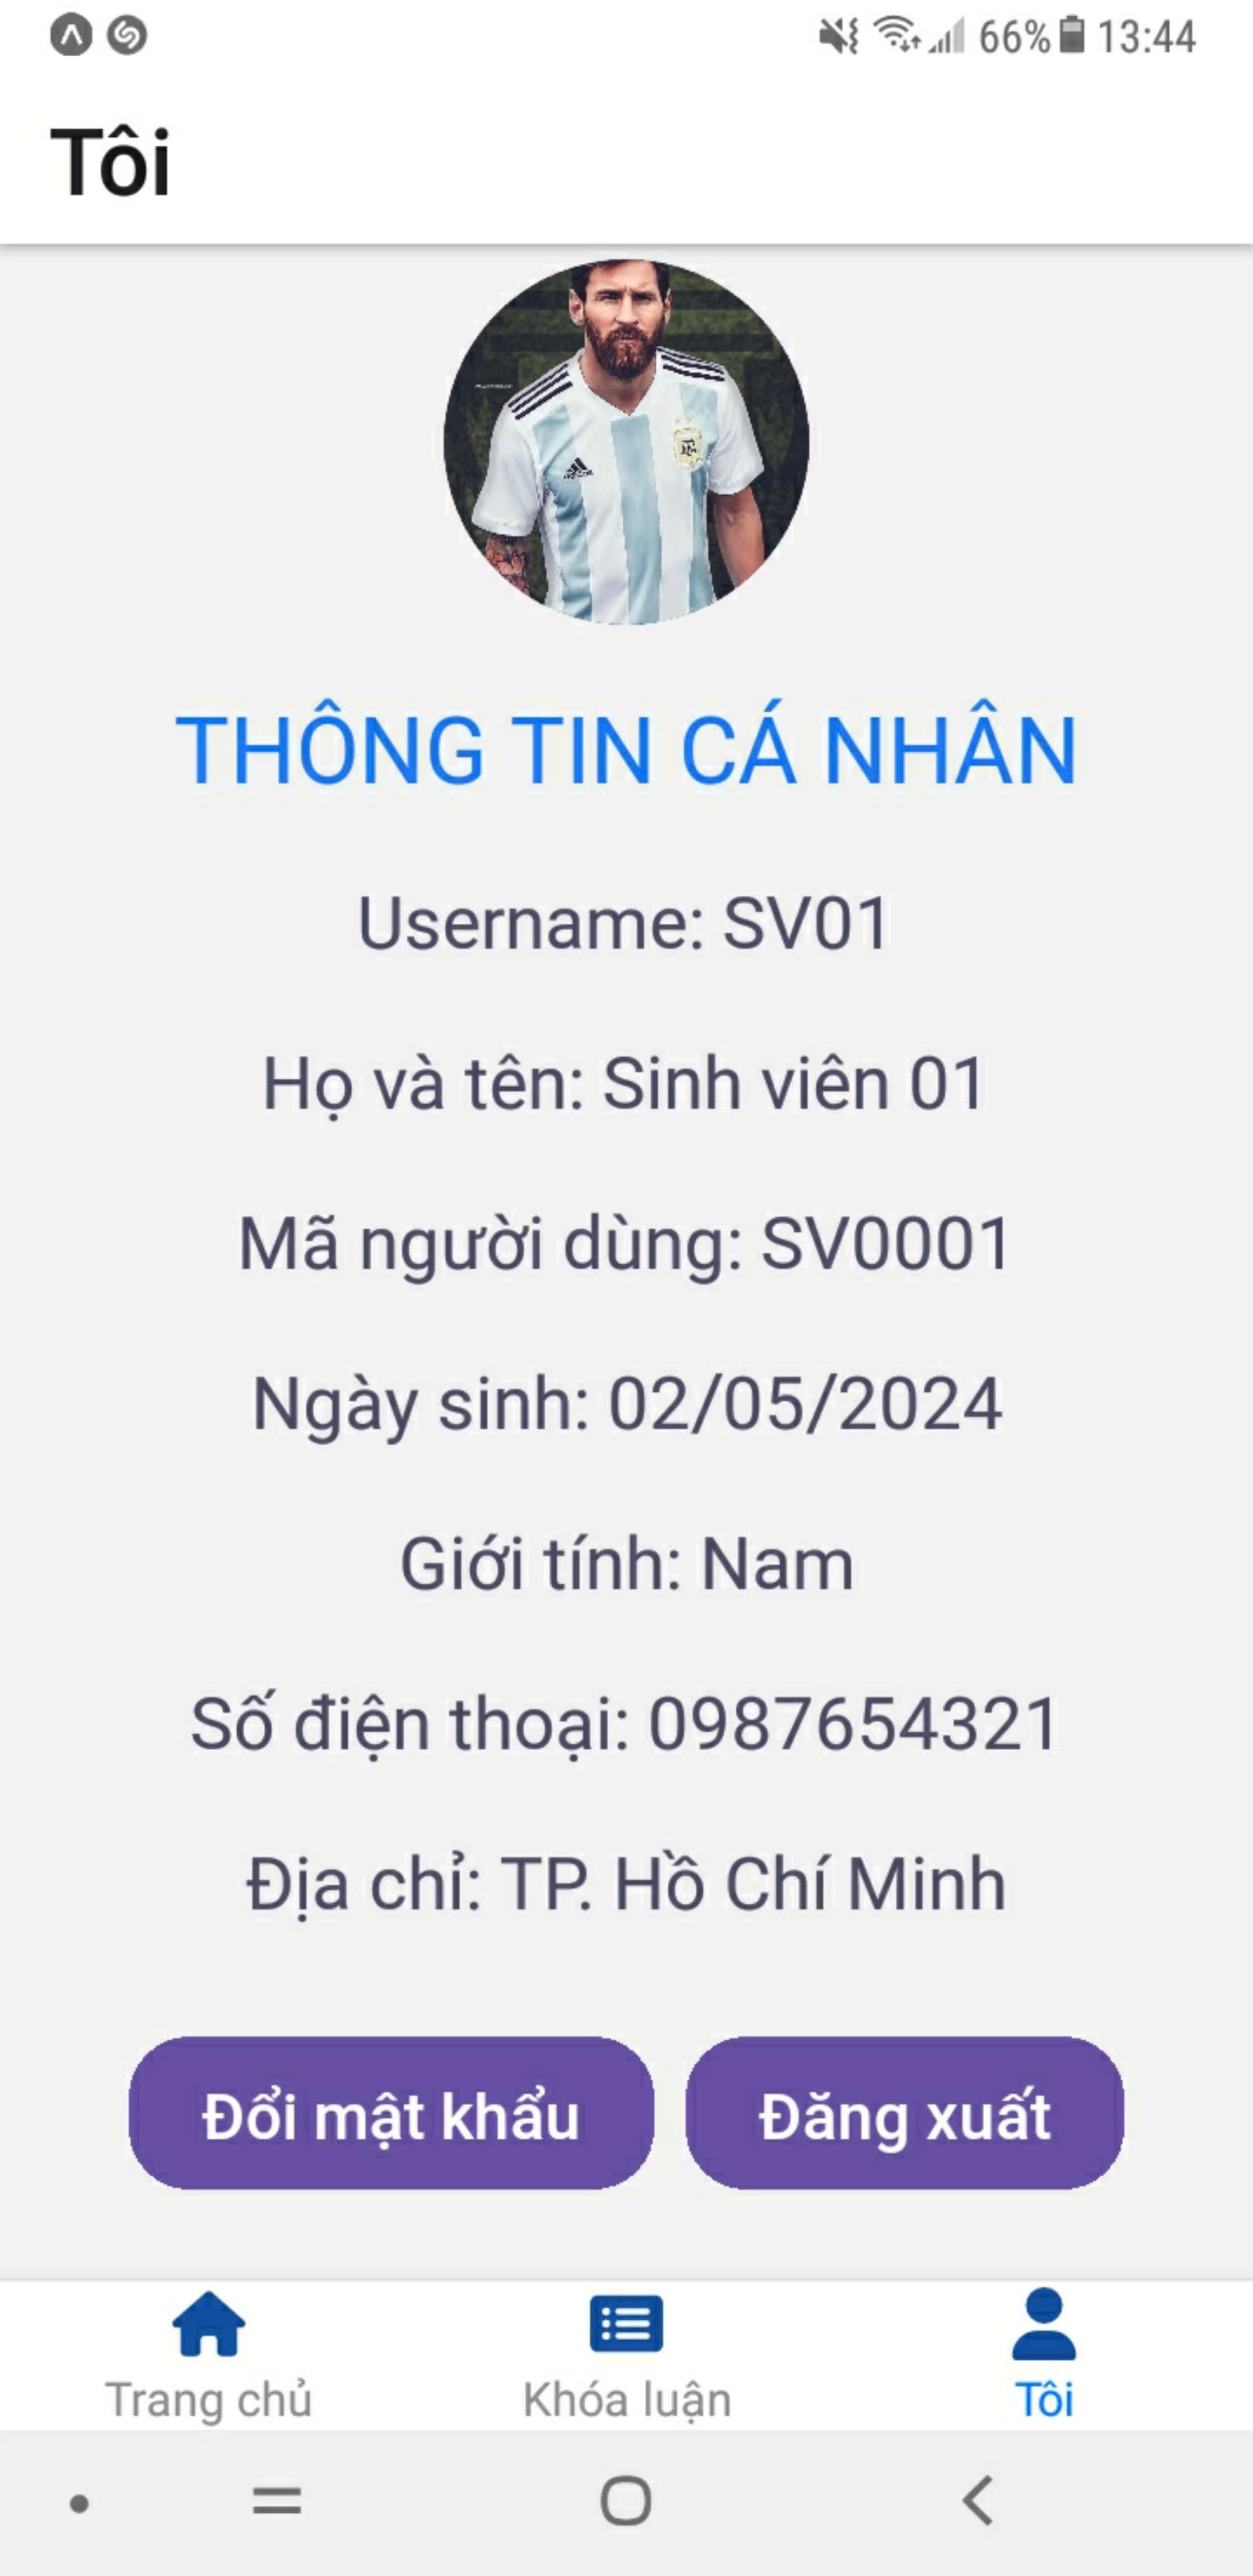 66% 13:44
Tôi
THÔNG TIN CÁ NHÂN
Username: SV01
Họ và tên: Sinh viên 01
Mã người dùng: SV0001
Ngày sinh: 02/05/2024
Giới tính: Nam
Số điện thoại: 0987654321
Địa chỉ: TP. Hồ Chí Minh
Đổi mật khẩu Đăng xuất
Trang chủ Khóa luận Tôi